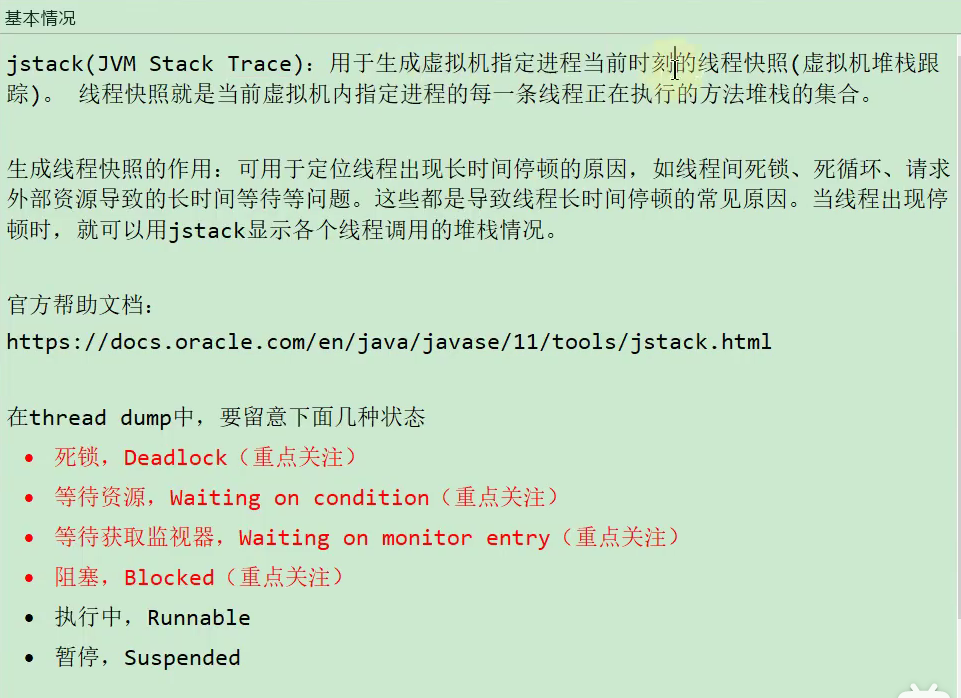 基本情况
jstack(JVM Stack Trace)：用于生成虚拟机指定进程当前时刻的线程快照(虚拟机堆栈跟
踪)。 线程快照就是当前虚拟机内指定进程的每一条线程正在执行的方法堆栈的集合。
生成线程快照的作用：可用于定位线程出现长时间停顿的原因，如线程间死锁、死循环、请求
外部资源导致的长时间等待等问题。这些都是导致线程长时间停顿的常见原因。当线程出现停
顿时，就可以用jstack显示各个线程调用的堆栈情况。
官方帮助文档：
https://docs.oracle.com/en/java/javase/11/tools/jstack.html
在thread dump中，要留意下面几种状态
• 死锁，Deadlock（重点关注）
• 等待资源，Waiting on condition（重点关注）
• 等待获取监视器，Waiting on monitor entry（重点关注）
• 阻塞，Blocked（重点关注）
• 执行中，Runnable
• 暂停，Suspended